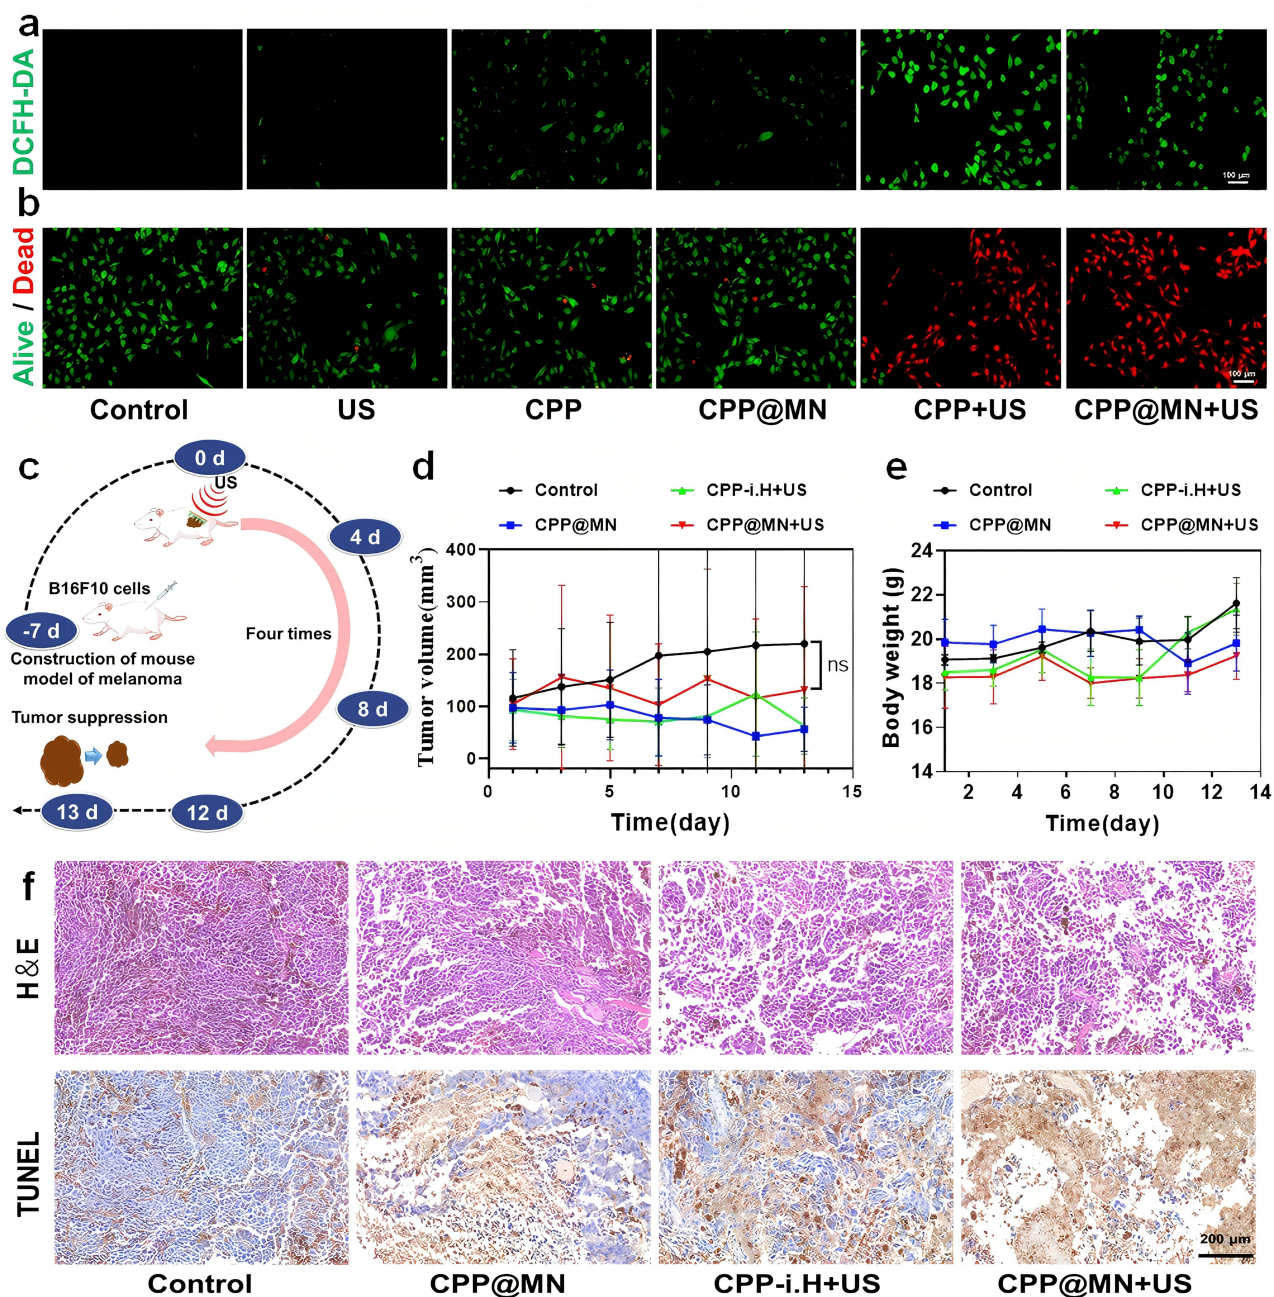 a
DCFH-DA
100 μm
b
Alive / Dead
100 μm
Control
US
CPP
CPP@MN
CPP+US
CPP@MN+US
c
0 d
US
4 d
B16F10 cells
-7 d
Four times
Construction of mouse
model of melanoma
8 d
Tumor suppression
13 d
12 d
d
Control
CPP-i.H+US
CPP@MN
CPP@MN+US
Tumor volume(mm³)
400
300
200
100
0
ns
0
5
10
15
Time(day)
e
Control
CPP-i.H+US
CPP@MN
CPP@MN+US
Body weight (g)
24
22
20
18
16
14
2
4
6
8
10
12
14
Time(day)
f
H&E
TUNEL
200 μm
Control
CPP@MN
CPP-i.H+US
CPP@MN+US